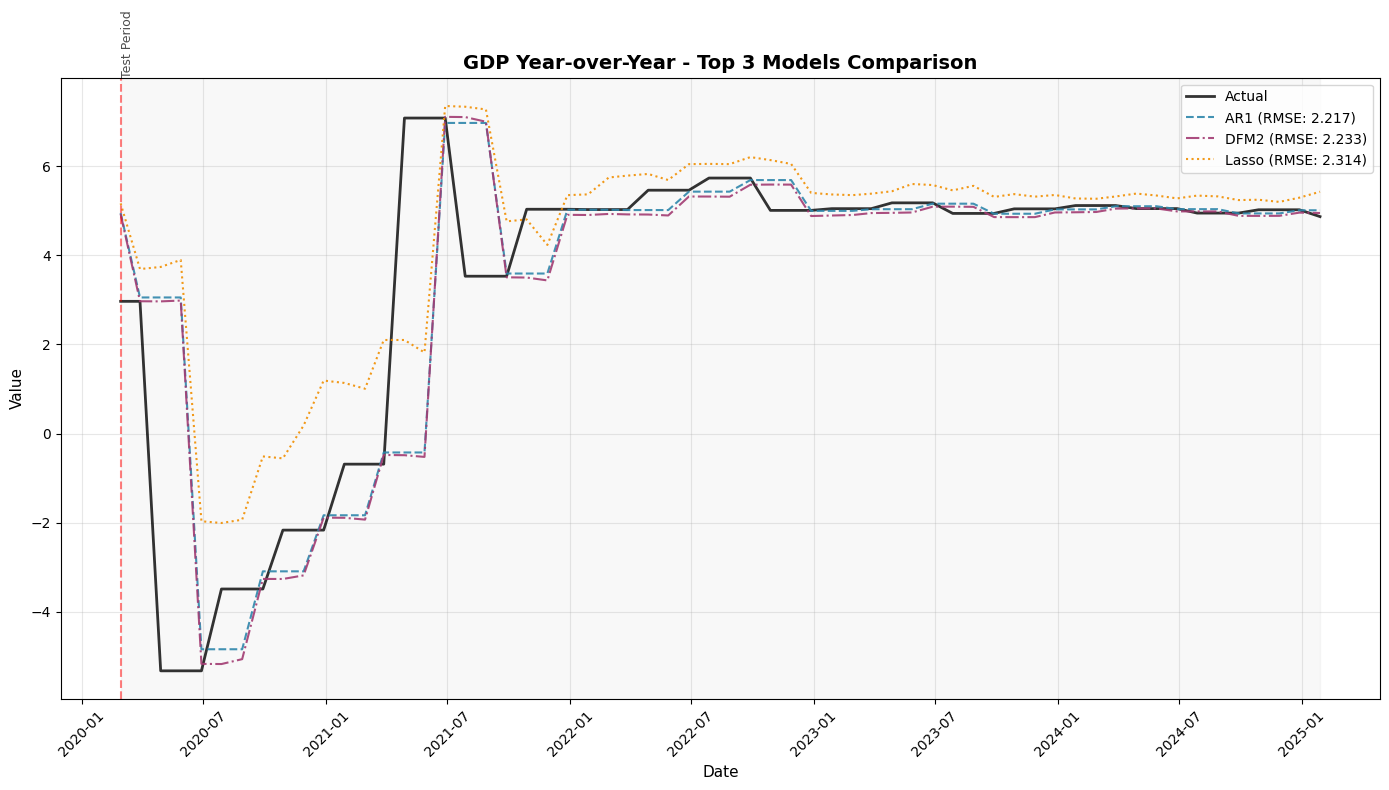 Test Period
GDP Year-over-Year - Top 3 Models Comparison
Actual
AR1 (RMSE: 2.217)
DFM2 (RMSE: 2.233)
Lasso (RMSE: 2.314)
Value
6
4
2
0
−2
−4
2020-01
2020-07
2021-01
2021-07
2022-01
2022-07
2023-01
2023-07
2024-01
2024-07
2025-01
Date